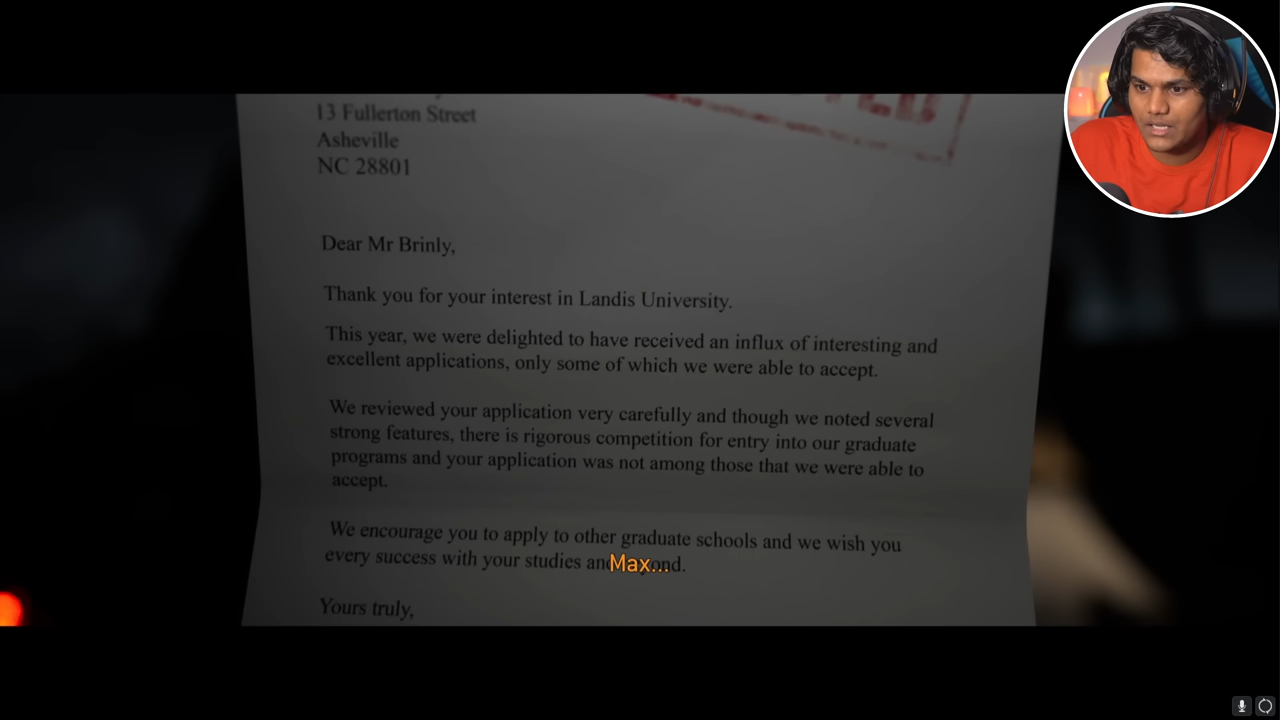 13 Fullerton Street
Asheville
NC 28801
Dear Mr Brinly,
Thank you for your interest in Landis University.
This year, we were delighted to have received an influx of interesting and
excellent applications, only some of which we were able to accept.
We reviewed your application very carefully and though we noted several
strong features, there is rigorous competition for entry into our graduate
programs and your application was not among those that we were able to
accept.
We encourage you to apply to other graduate schools and we wish you
every success with your studies and beyond.
Max...
Yours truly,